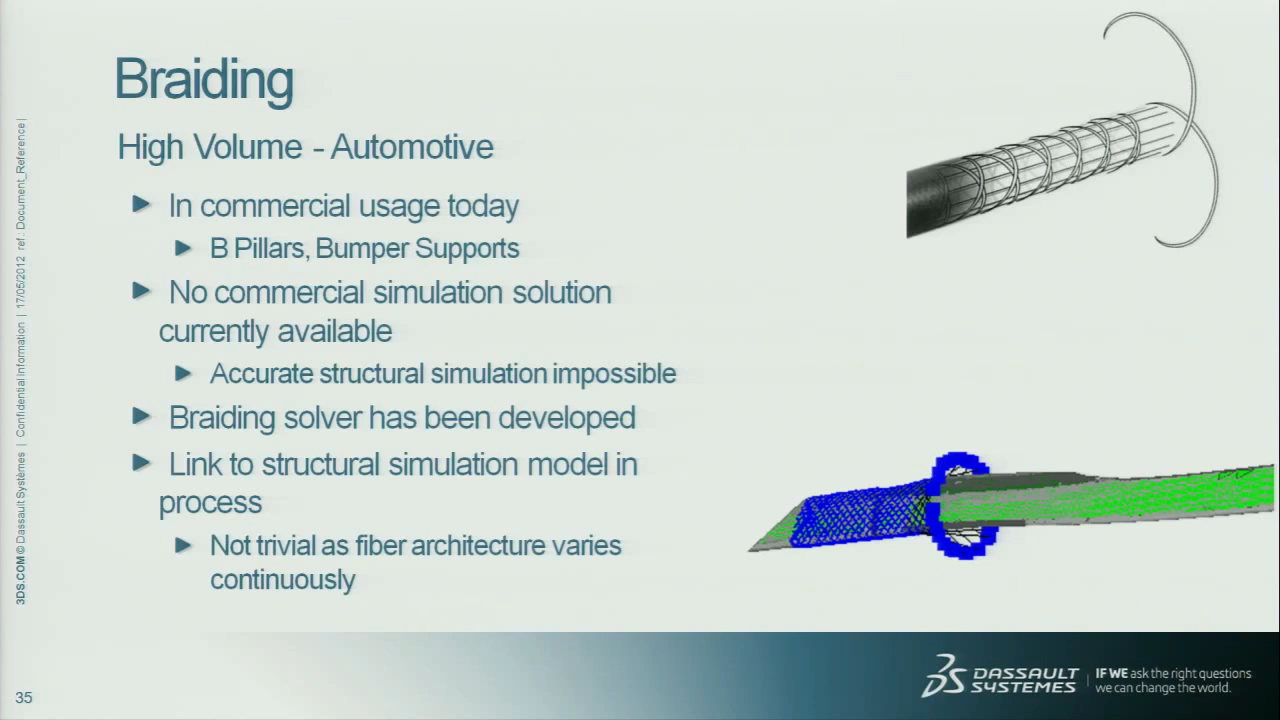 Braiding
High Volume - Automotive
In commercial usage today
B Pillars, Bumper Supports
No commercial simulation solution
currently available
Accurate structural simulation impossible
Braiding solver has been developed
Link to structural simulation model in
process
Not trivial as fiber architecture varies
continuously
3DS.COM © Dassault Systèmes | Confidential Information | 17/05/2012 ref.: Document_Reference |
35
DASSAULT
SYSTEMES
IF WE ask the right questions
we can change the world.